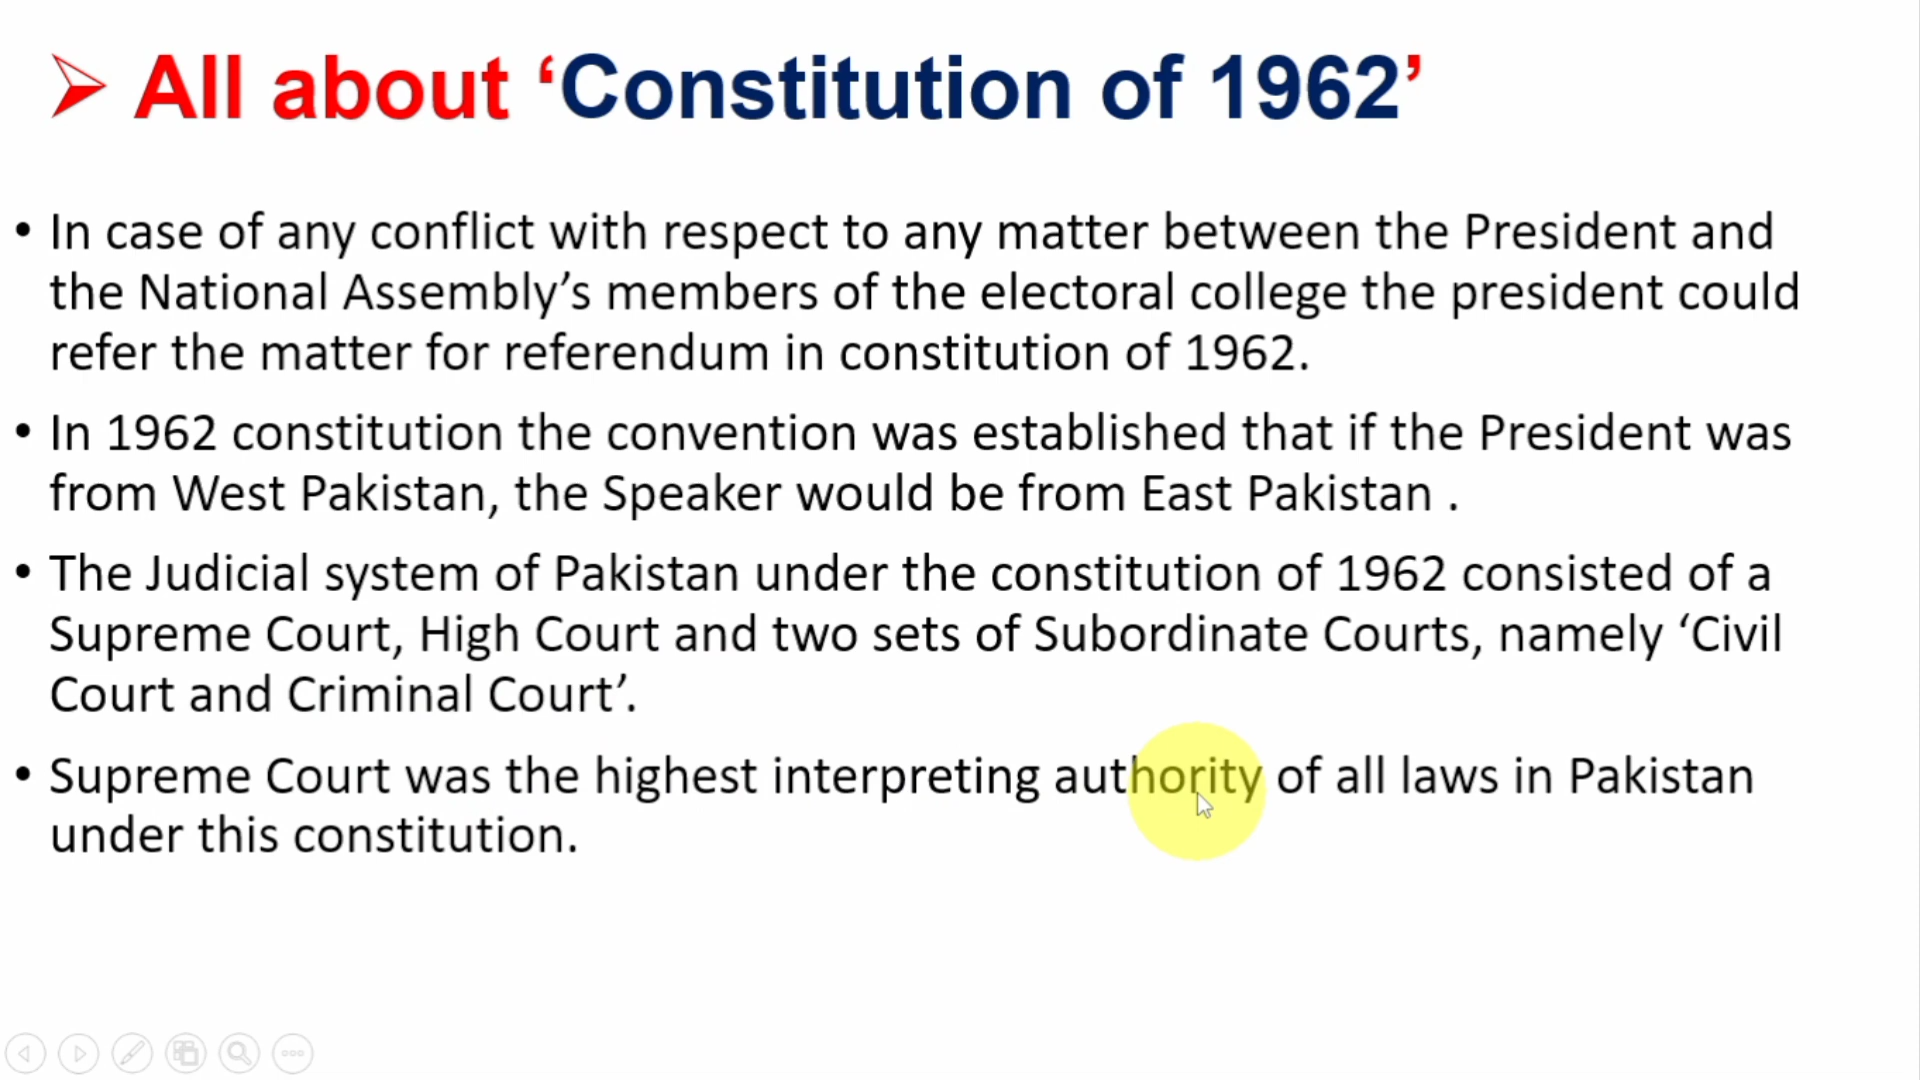 ➢ All about ‘Constitution of 1962’
• In case of any conflict with respect to any matter between the President and
the National Assembly’s members of the electoral college the president could
refer the matter for referendum in constitution of 1962.
• In 1962 constitution the convention was established that if the President was
from West Pakistan, the Speaker would be from East Pakistan .
• The Judicial system of Pakistan under the constitution of 1962 consisted of a
Supreme Court, High Court and two sets of Subordinate Courts, namely ‘Civil
Court and Criminal Court’.
• Supreme Court was the highest interpreting authority of all laws in Pakistan
under this constitution.